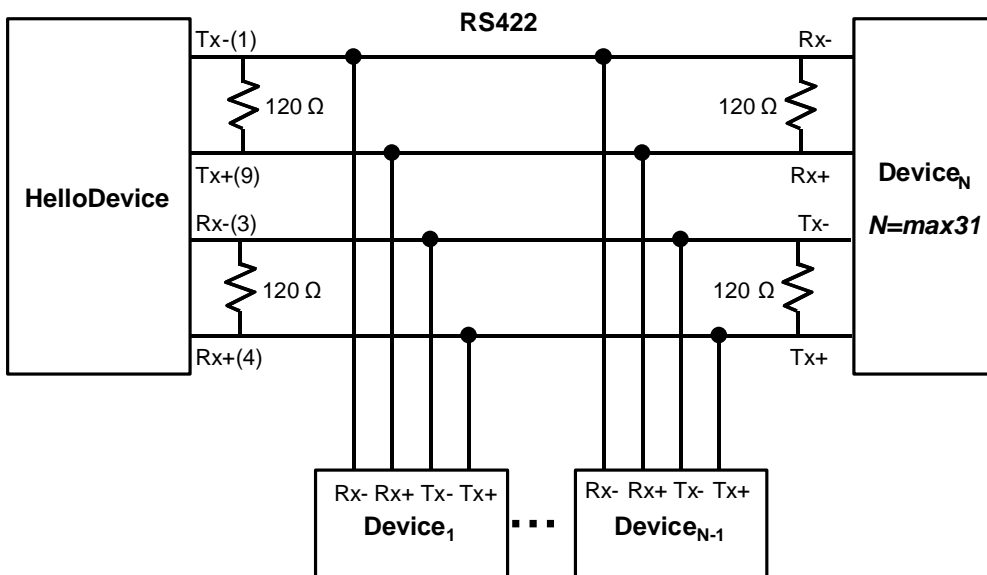 RS422
Tx-(1)
Rx-
120 Ω
120 Ω
Tx+(9)
Rx+
HelloDevice
DeviceN
N=max31
Rx-(3)
Tx-
120 Ω
120 Ω
Rx+(4)
Tx+
Rx- Rx+ Tx- Tx+
Device1
...
Rx- Rx+ Tx- Tx+
DeviceN-1